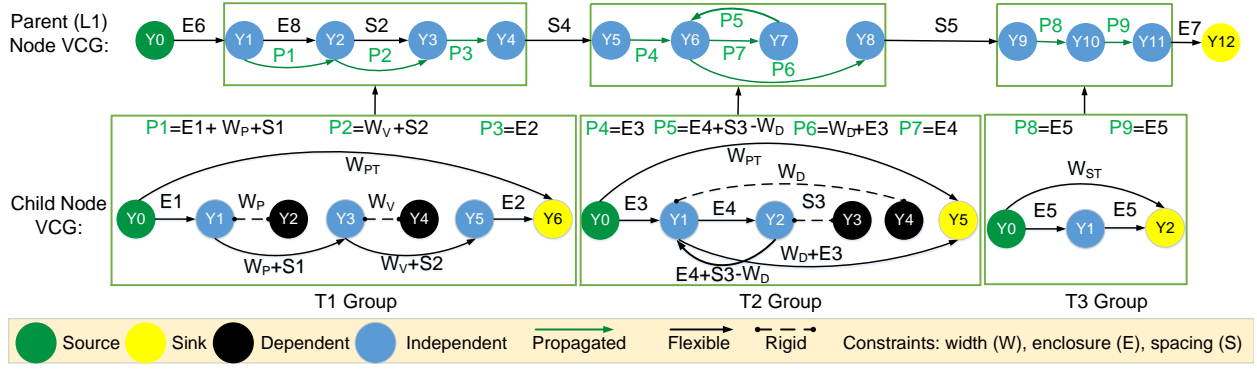 Parent (L1) Node VCG:
E6 E8 S2 S4 P5 S5 P8 P9 E7
Y0 Y1 Y2 Y3 Y4 Y5 Y6 Y7 Y8 Y9 Y10 Y11 Y12
P1 P2 P3 P4 P7 P6
P1=E1+ WP+S1 P2=WV+S2 P3=E2
P4=E3 P5=E4+S3-WD P6=WD+E3 P7=E4
P8=E5 P9=E5
Child Node VCG:
WPT
E1 WP WV E2
Y0 Y1 Y2 Y3 Y4 Y5 Y6
WP+S1 WV+S2
T1 Group
WPT
WD
E3 E4 S3
Y0 Y1 Y2 Y3 Y4 Y5
WD+E3
E4+S3-WD
T2 Group
WST
E5 E5
Y0 Y1 Y2
T3 Group
Source Sink Dependent Independent Propagated Flexible Rigid Constraints: width (W), enclosure (E), spacing (S)